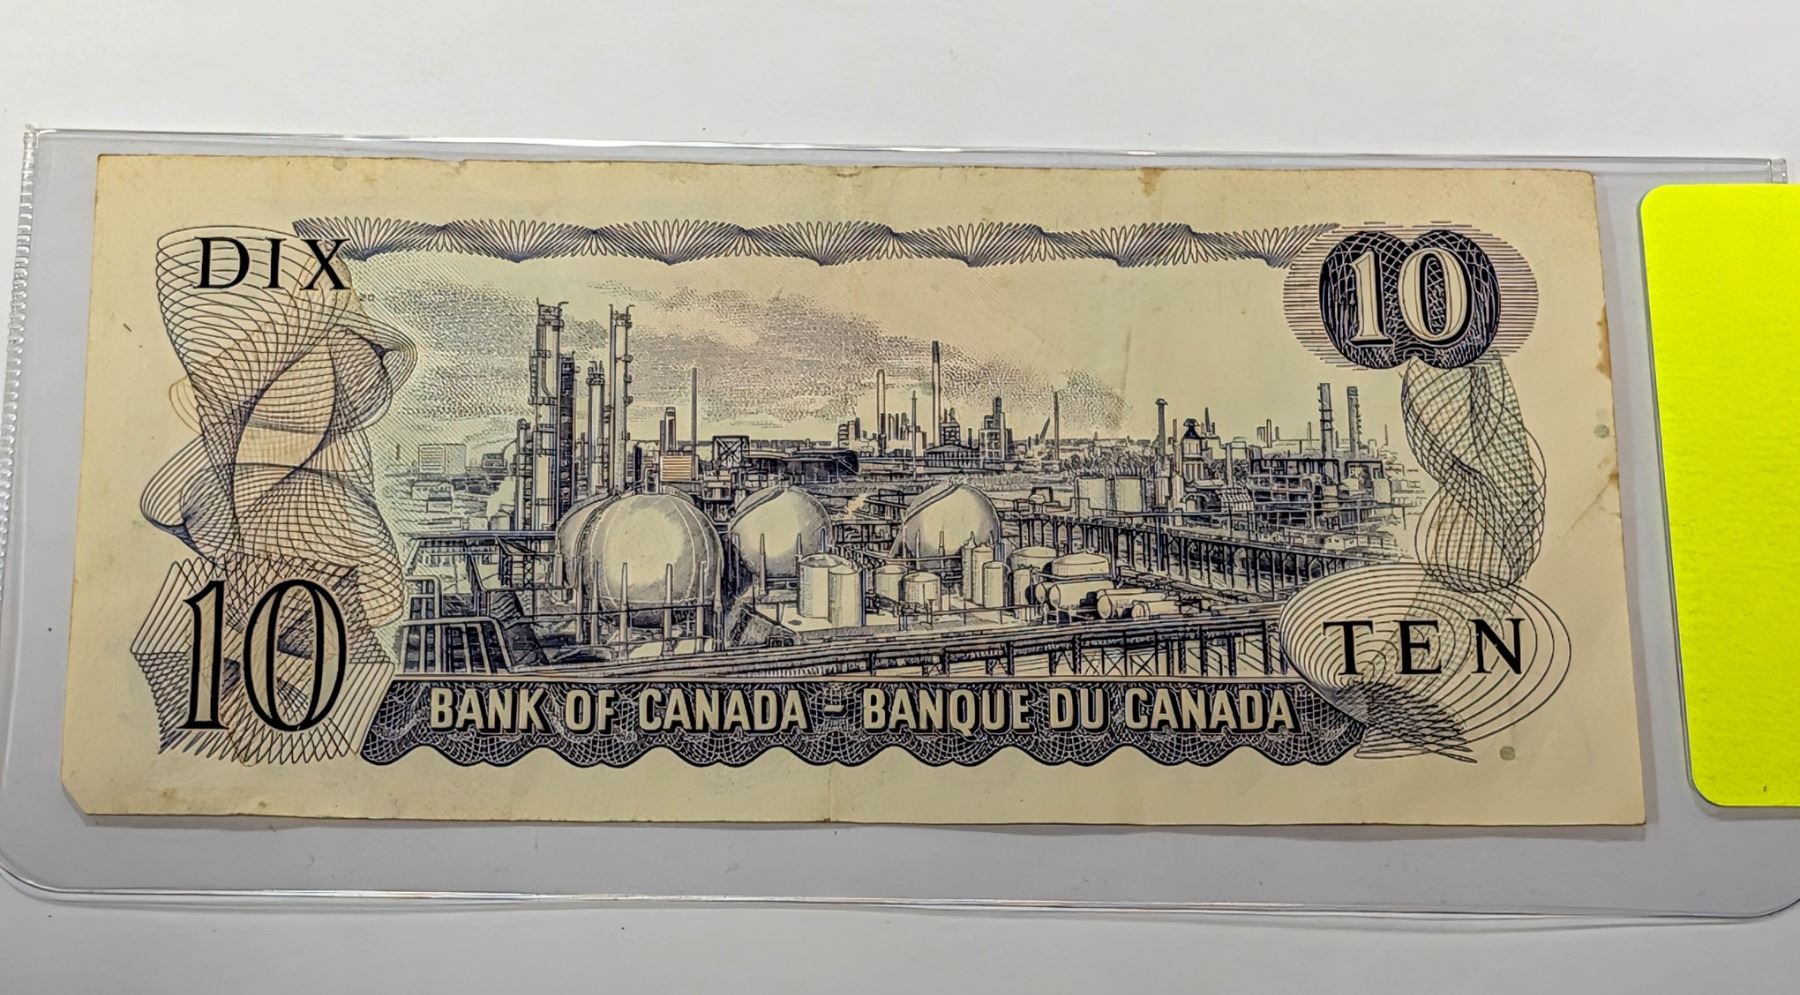 DIX
10
10
TEN
BANK OF CANADA - BANQUE DU CANADA